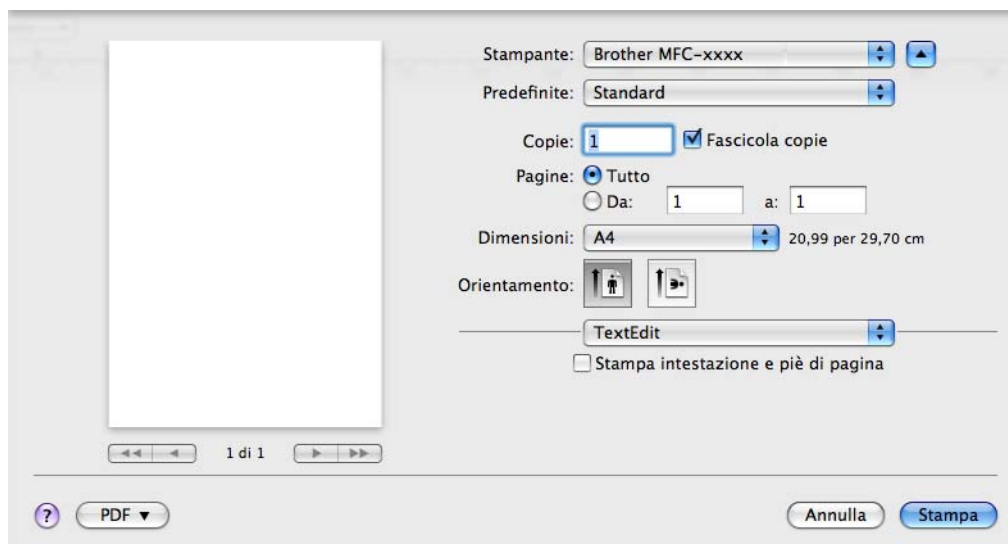 Stampante: Brother MFC-xxxx
Predefinite: Standard
Copie: 1 Fascicola copie
Pagine: Tutto
Da: 1 a: 1
Dimensioni: A4 20,99 per 29,70 cm
Orientamento:
TextEdit
Stampa intestazione e piè di pagina
1 di 1
? PDF Annulla Stampa